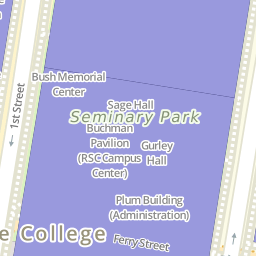 Bush Memorial
Center
1st Street
Sage Hall
Seminary Park
Buchman
Pavilion
(RSC Campus
Center)
Gurley
Hall
Plum Building
(Administration)
e College
Ferry Street